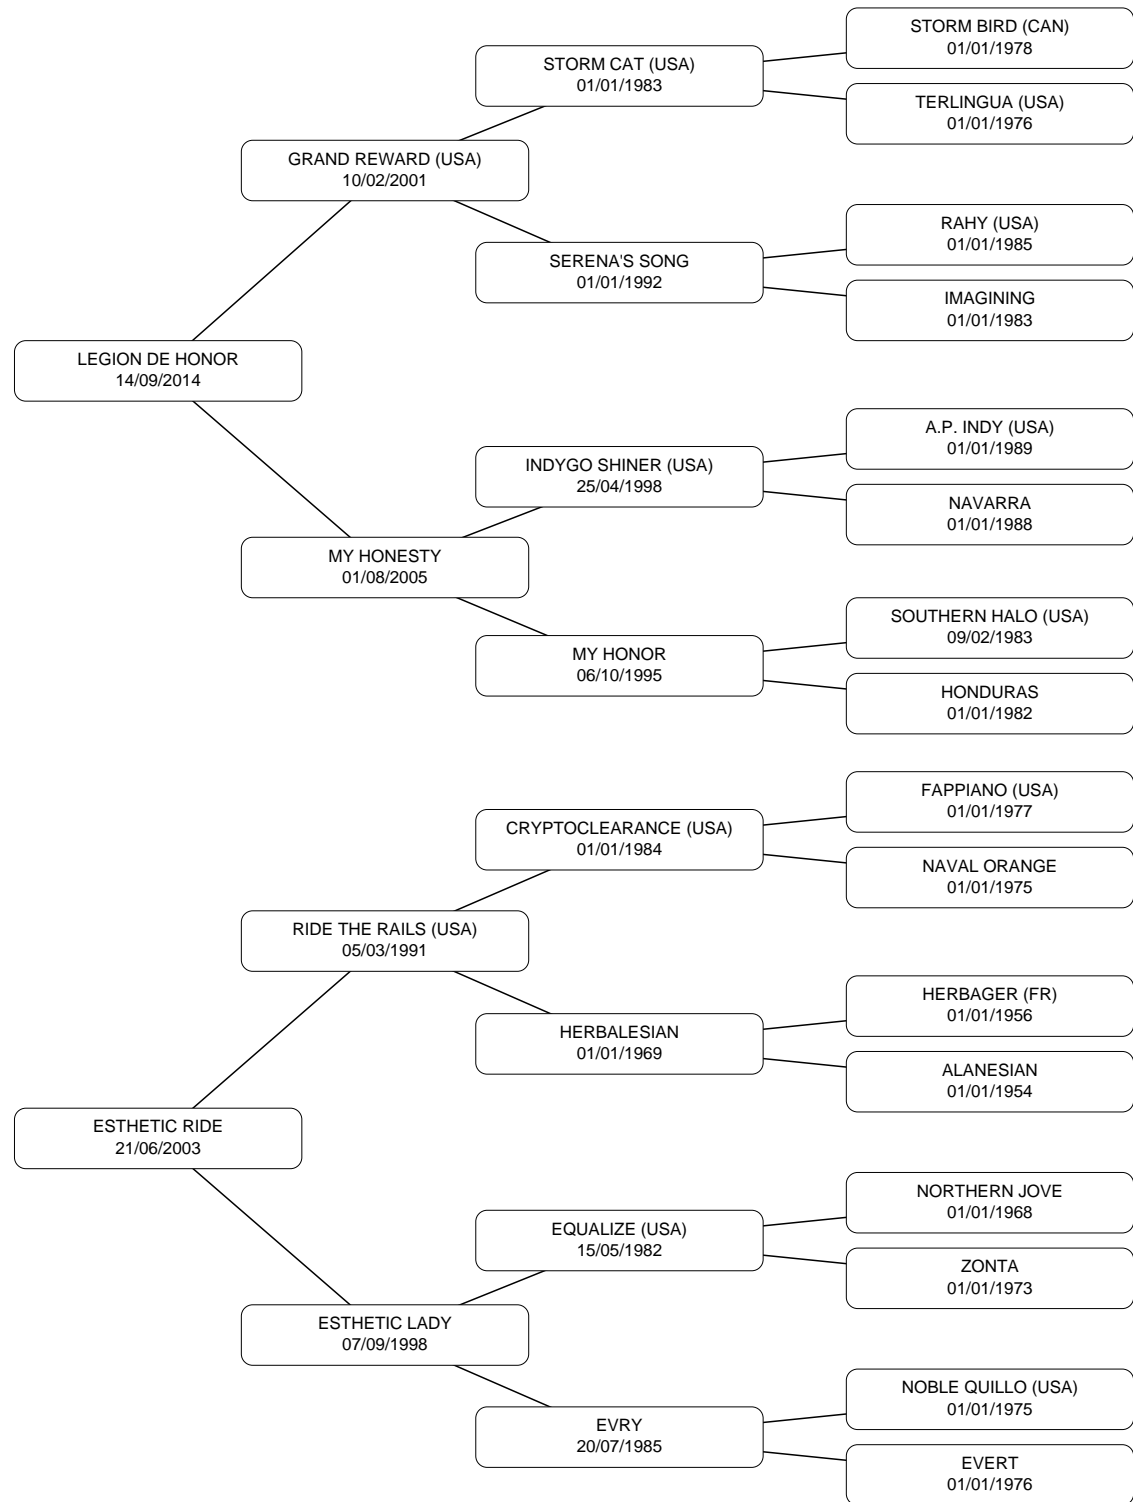 STORM BIRD (CAN)
01/01/1978
STORM CAT (USA)
01/01/1983
TERLINGUA (USA)
01/01/1976
GRAND REWARD (USA)
10/02/2001
RAHY (USA)
01/01/1985
SERENA'S SONG
01/01/1992
IMAGINING
01/01/1983
LEGION DE HONOR
14/09/2014
A.P. INDY (USA)
01/01/1989
INDYGO SHINER (USA)
25/04/1998
NAVARRA
01/01/1988
MY HONESTY
01/08/2005
SOUTHERN HALO (USA)
09/02/1983
MY HONOR
06/10/1995
HONDURAS
01/01/1982
FAPPIANO (USA)
01/01/1977
CRYPTOCLEARANCE (USA)
01/01/1984
NAVAL ORANGE
01/01/1975
RIDE THE RAILS (USA)
05/03/1991
HERBAGER (FR)
01/01/1956
HERBALESIAN
01/01/1969
ALANESIAN
01/01/1954
ESTHETIC RIDE
21/06/2003
NORTHERN JOVE
01/01/1968
EQUALIZE (USA)
15/05/1982
ZONTA
01/01/1973
ESTHETIC LADY
07/09/1998
NOBLE QUILLO (USA)
01/01/1975
EVRY
20/07/1985
EVERT
01/01/1976